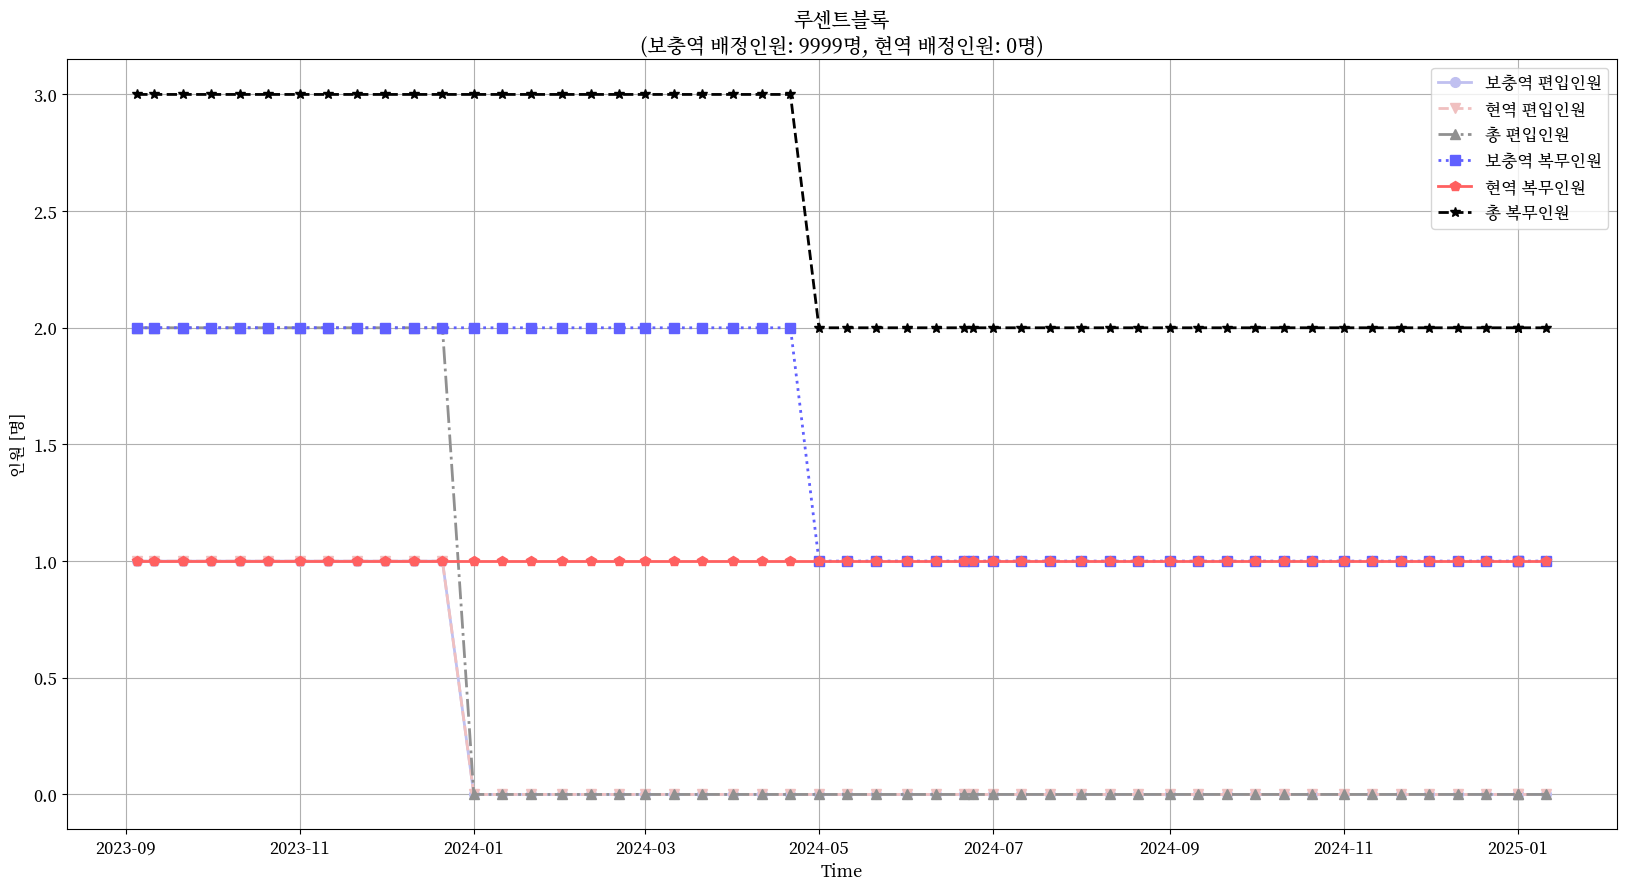 루센트블록
(보충역 배정인원: 9999명, 현역 배정인원: 0명)
보충역 편입인원
현역 편입인원
총 편입인원
보충역 복무인원
현역 복무인원
총 복무인원
인원 [명]
3.0
2.5
2.0
1.5
1.0
0.5
0.0
2023-09
2023-11
2024-01
2024-03
2024-05
2024-07
2024-09
2024-11
2025-01
Time